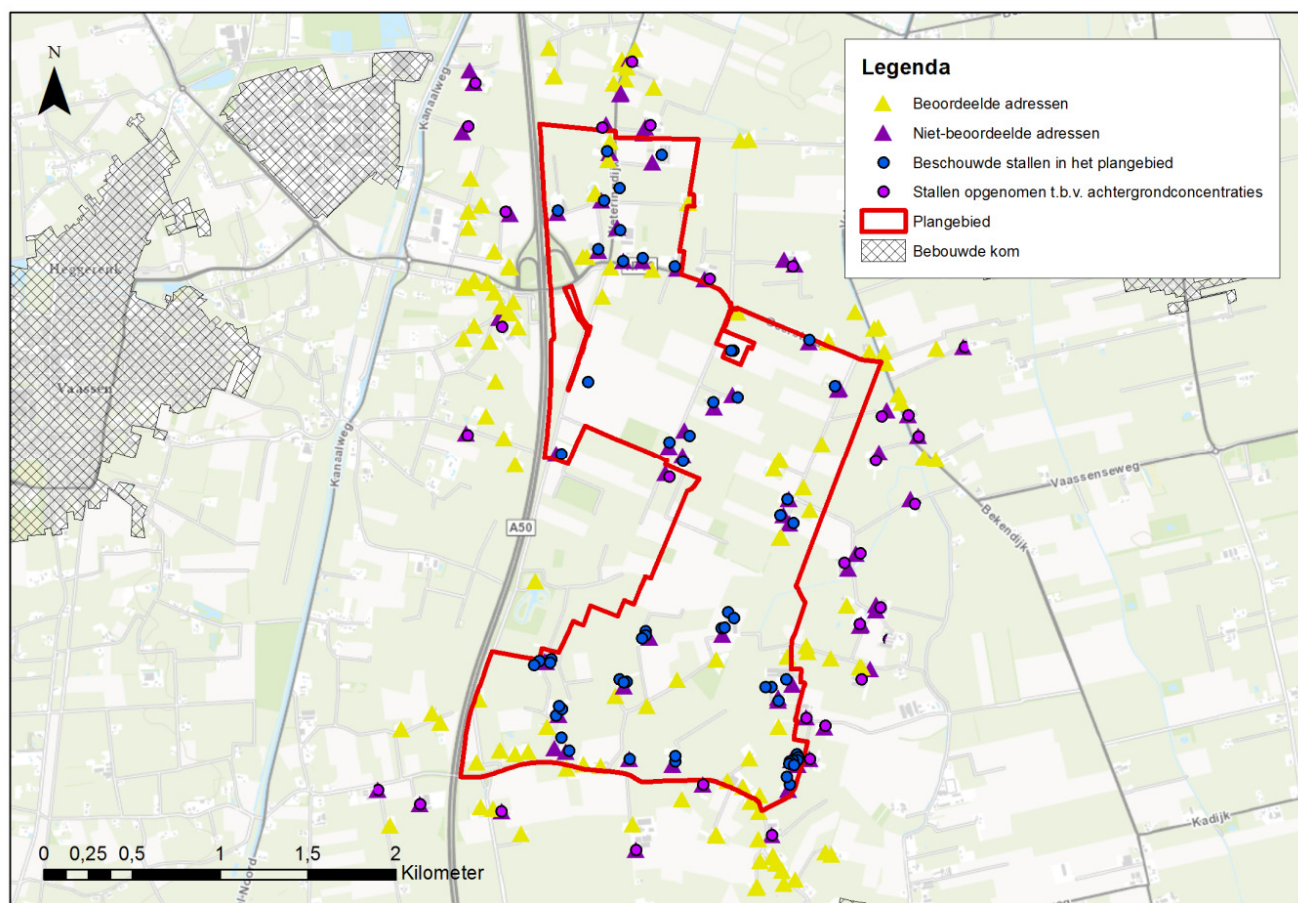 N
Legenda
Beoordeelde adressen
Niet-beoordeelde adressen
Beschouwde stallen in het plangebied
Stallen opgenomen t.b.v. achtergrondconcentraties
Plangebied
Bebouwde kom
Kanaalweg
Heggerenk
Vaassen
Kanaalweg
A50
Vaassenseweg
Bekendijk
Kadijk
0 0,25 0,5 1 1,5 2
Kilometer